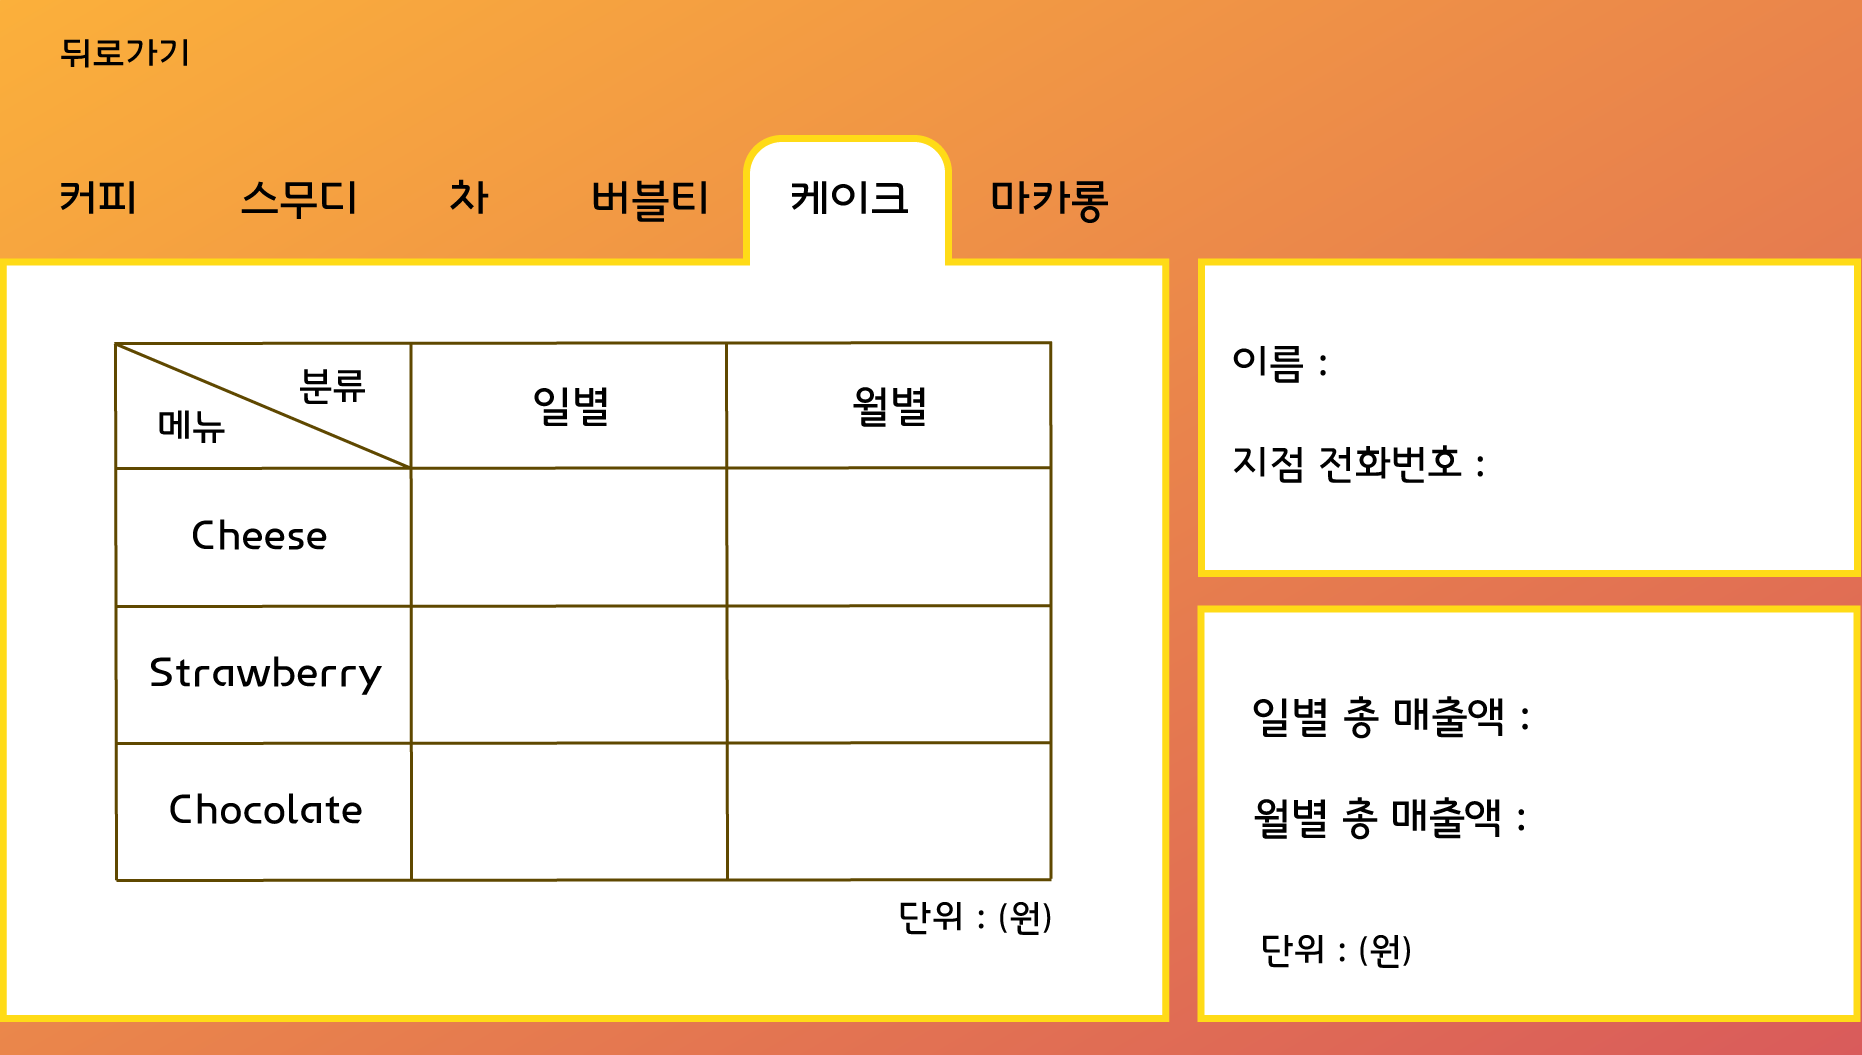 뒤로가기
커피 스무디 차 버블티 케이크 마카롱
분류
메뉴
일별 월별
Cheese
Strawberry
Chocolate
단위 : (원)
이름 :
지점 전화번호 :
일별 총 매출액 :
월별 총 매출액 :
단위 : (원)